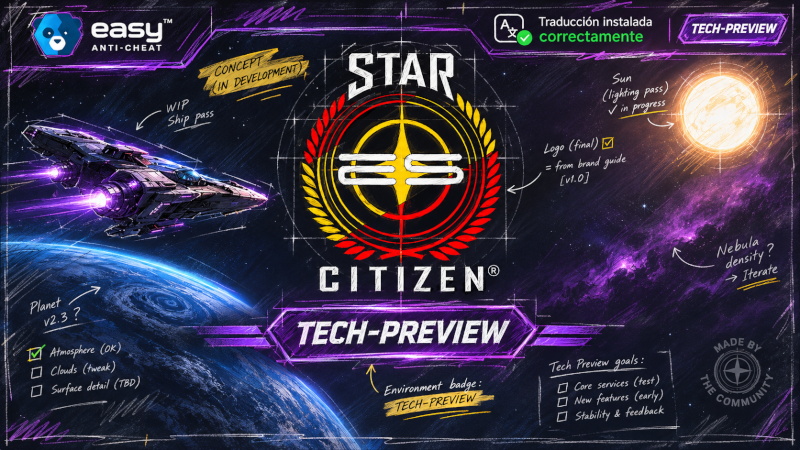 easy™
ANTI-CHEAT
Traducción instalada
correctamente
TECH-PREVIEW
CONCEPT
(IN DEVELOPMENT)
WIP
Ship pass
STAR
CITIZEN®
Sun
(lighting pass)
✓ in progress
Logo (final) ☑
= from brand guide
[v1.0]
Nebula
density?
→ Iterate
Planet
v2.3?
☑ Atmosphere (OK)
☐ Clouds (tweak)
☐ Surface detail (TBD)
TECH-PREVIEW
Environment badge:
TECH-PREVIEW
Tech Preview goals:
☐ Core services (test)
☐ New features (early)
☐ Stability & feedback
MADE BY
THE COMMUNITY